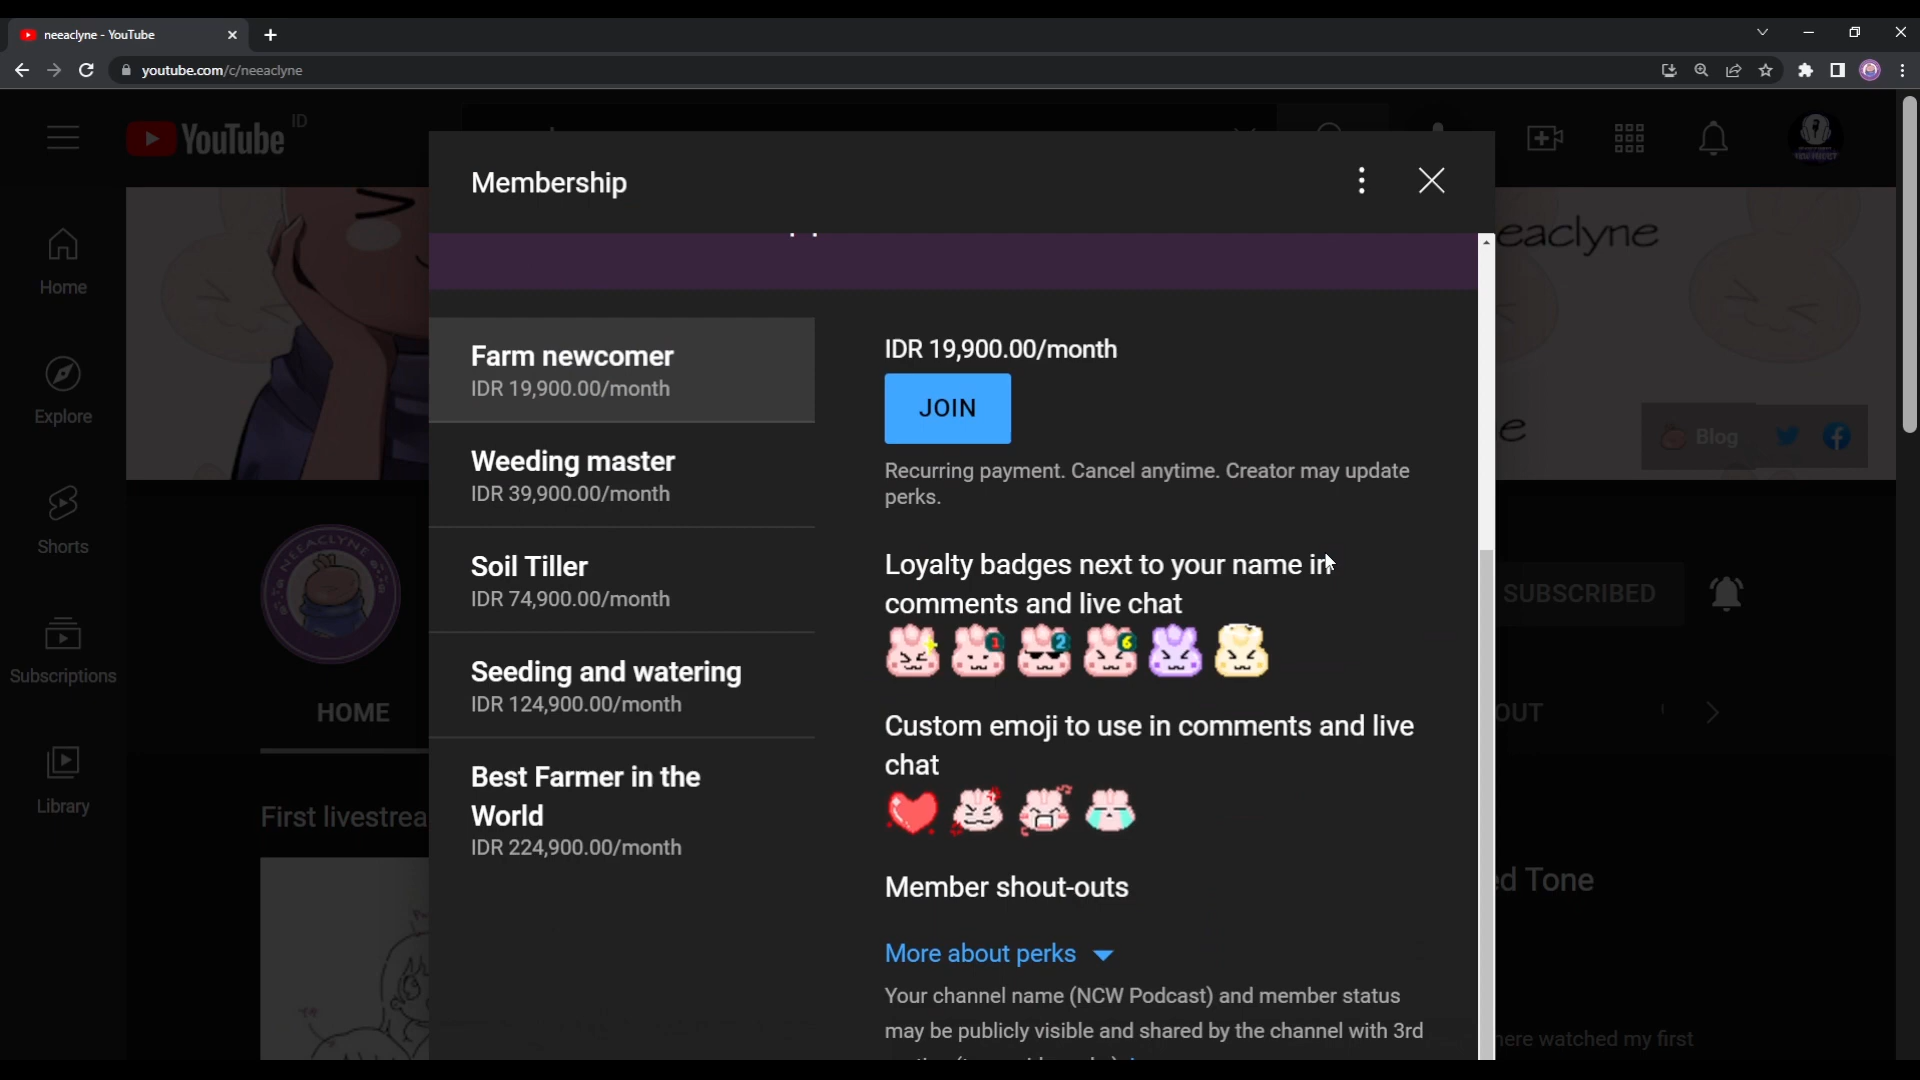 neeaclyne - YouTube
youtube.com/c/neeaclyne
YouTube
ID
Membership
eaclyne
Home
Farm newcomer
IDR 19,900.00/month
IDR 19,900.00/month
JOIN
Explore
Blog
Weeding master
IDR 39,900.00/month
Recurring payment. Cancel anytime. Creator may update
perks.
Shorts
Soil Tiller
IDR 74,900.00/month
Loyalty badges next to your name in
comments and live chat
1
2
6
NEEACLYNE
SUBSCRIBED
Subscriptions
Seeding and watering
IDR 124,900.00/month
HOME
OUT
Custom emoji to use in comments and live
chat
Library
First livestrea
Best Farmer in the
World
IDR 224,900.00/month
Member shout-outs
ed Tone
More about perks
Your channel name (NCW Podcast) and member status
may be publicly visible and shared by the channel with 3rd
here watched my first